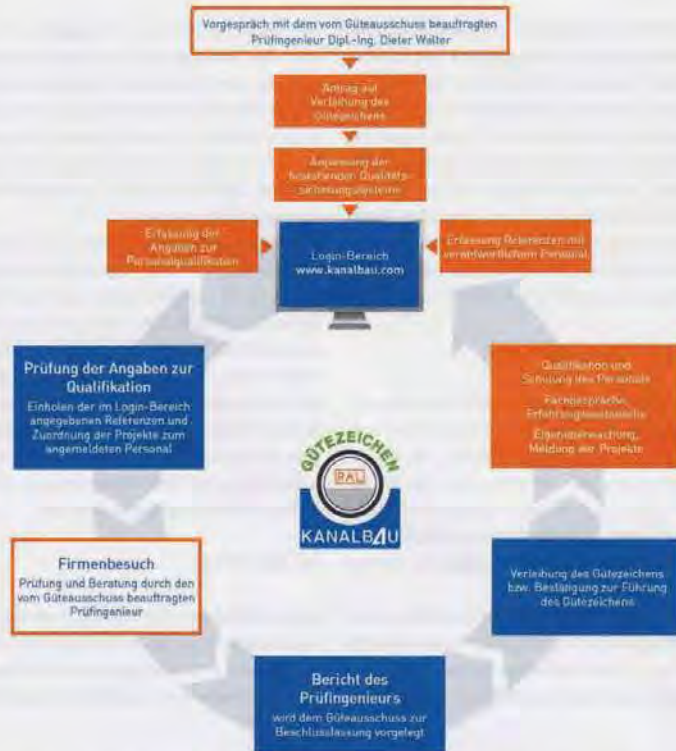 Vorgespräch mit dem vom Güteausschuss beauftragten
Prüfingenieur Dipl.-Ing. Dieter Walter
Antrag auf
Verleihung des
Gütezeichens
Anpassung der
bestehenden Qualitäts-
sicherungssysteme
Erfassung der
Angaben zur
Personalqualifikation
Login-Bereich
www.kanalbau.com
Erfassung Referenzen mit
verantwortlichem Personal
Prüfung der Angaben zur
Qualifikation
Einholen der im Login-Bereich
angegebenen Referenzen und
Zuordnung der Projekte zum
angemeldeten Personal
Qualifikation und
Schulung des Personals
Fachgespräche,
Erfahrungsaustausche
Eigenüberwachung,
Meldung der Projekte
GÜTEZEICHEN
RAL
KANALBAU
Firmenbesuch
Prüfung und Beratung durch den
vom Güteausschuss beauftragten
Prüfingenieur
Verleihung des Gütezeichens
bzw. Bestätigung zur Führung
des Gütezeichens
Bericht des
Prüfingenieurs
wird dem Güteausschuss zur
Beschlussfassung vorgelegt